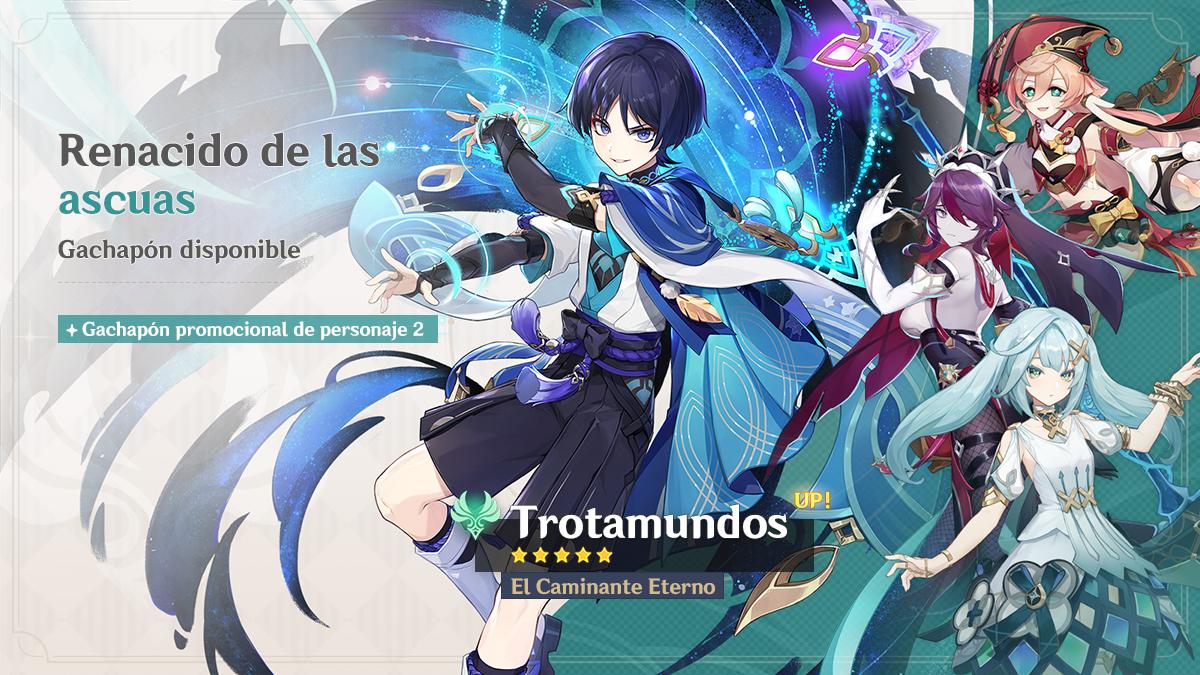 Renacido de las
ascuas
Gachapón disponible
Gachapón promocional de personaje 2
UP!
Trotamundos
El Caminante Eterno